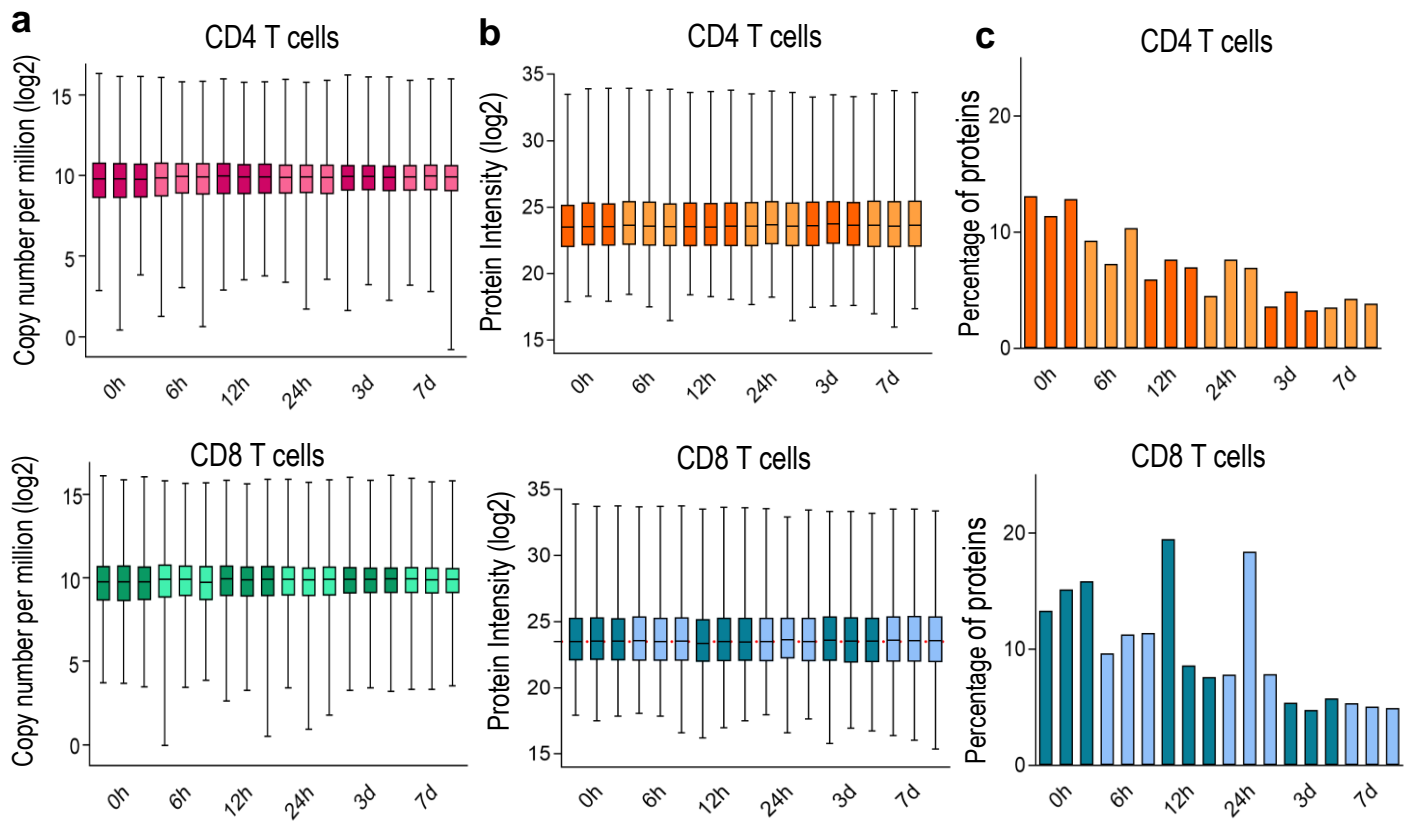 a
CD4 T cells
Copy number per million (log2)
15
10
5
0
0h
6h
12h
24h
3d
7d
b
CD4 T cells
Protein Intensity (log2)
35
30
25
20
15
0h
6h
12h
24h
3d
7d
c
CD4 T cells
Percentage of proteins
20
10
0
0h
6h
12h
24h
3d
7d
CD8 T cells
Copy number per million (log2)
15
10
5
0
0h
6h
12h
24h
3d
7d
CD8 T cells
Protein Intensity (log2)
35
30
25
20
15
0h
6h
12h
24h
3d
7d
CD8 T cells
Percentage of proteins
20
10
0
0h
6h
12h
24h
3d
7d